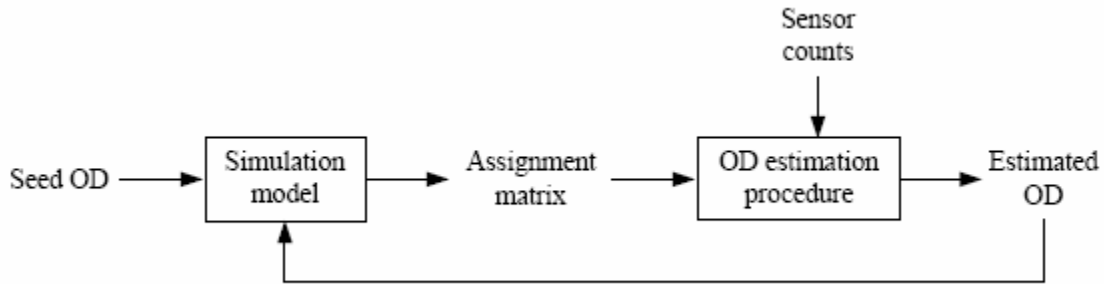 Sensor
counts
Seed OD
Simulation
model
Assignment
matrix
OD estimation
procedure
Estimated
OD